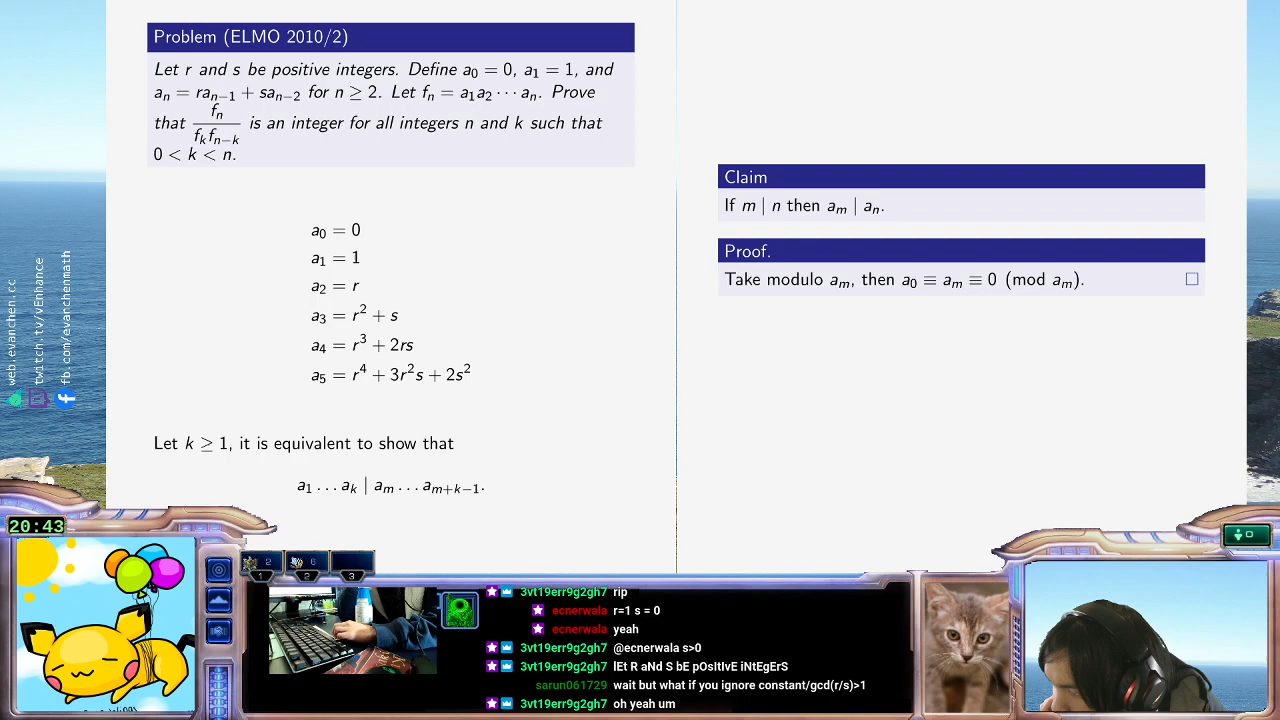 Problem (ELMO 2010/2)
Let r and s be positive integers. Define a₀ = 0, a₁ = 1, and
aₙ = raₙ₋₁ + saₙ₋₂ for n ≥ 2. Let fₙ = a₁a₂ ⋯ aₙ. Prove
that fₙ / fₖfₙ₋ₖ is an integer for all integers n and k such that
0 < k < n.
a₀ = 0
a₁ = 1
a₂ = r
a₃ = r² + s
a₄ = r³ + 2rs
a₅ = r⁴ + 3r²s + 2s²
Let k ≥ 1, it is equivalent to show that
a₁ … aₖ | aₘ … aₘ₊ₖ₋₁.
Claim
If m | n then aₘ | aₙ.
Proof.
Take modulo aₘ, then a₀ ≡ aₘ ≡ 0 (mod aₘ). □
web.evanchen.cc
twitch.tv/vEnhance
fb.com/evanchenmath
20:43
2
6
1
2
3
0
3vt19err9g2gh7 rip
ecnerwala r=1 s = 0
ecnerwala yeah
3vt19err9g2gh7 @ecnerwala s>0
3vt19err9g2gh7 lEt R aNd S bE pOsItIvE iNtEgErS
sarun061729 wait but what if you ignore constant/gcd(r/s)>1
3vt19err9g2gh7 oh yeah um